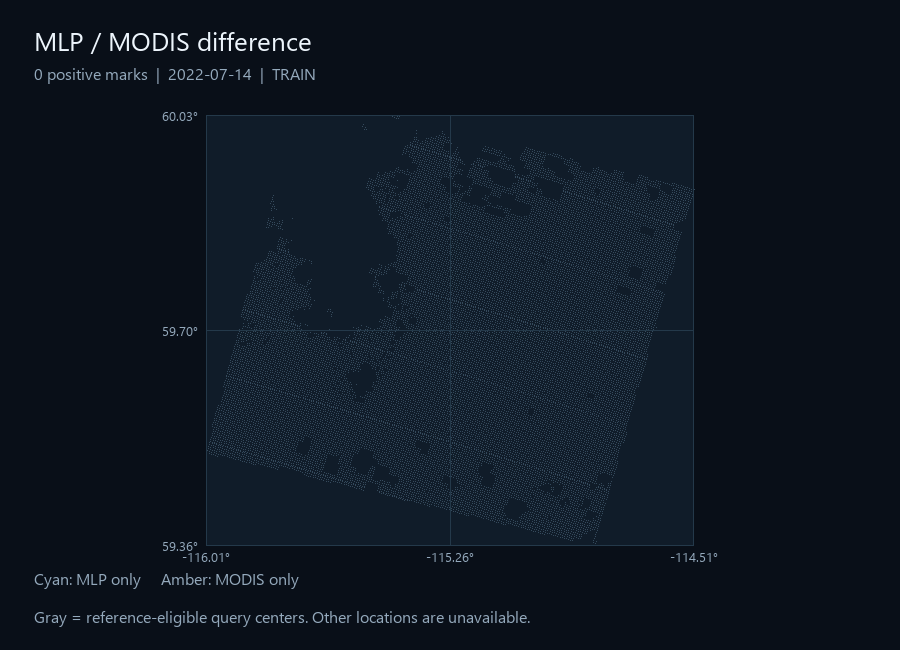 MLP / MODIS difference
0 positive marks | 2022-07-14 | TRAIN
60.03°
59.70°
59.36°
-116.01° -115.26° -114.51°
Cyan: MLP only Amber: MODIS only
Gray = reference-eligible query centers. Other locations are unavailable.